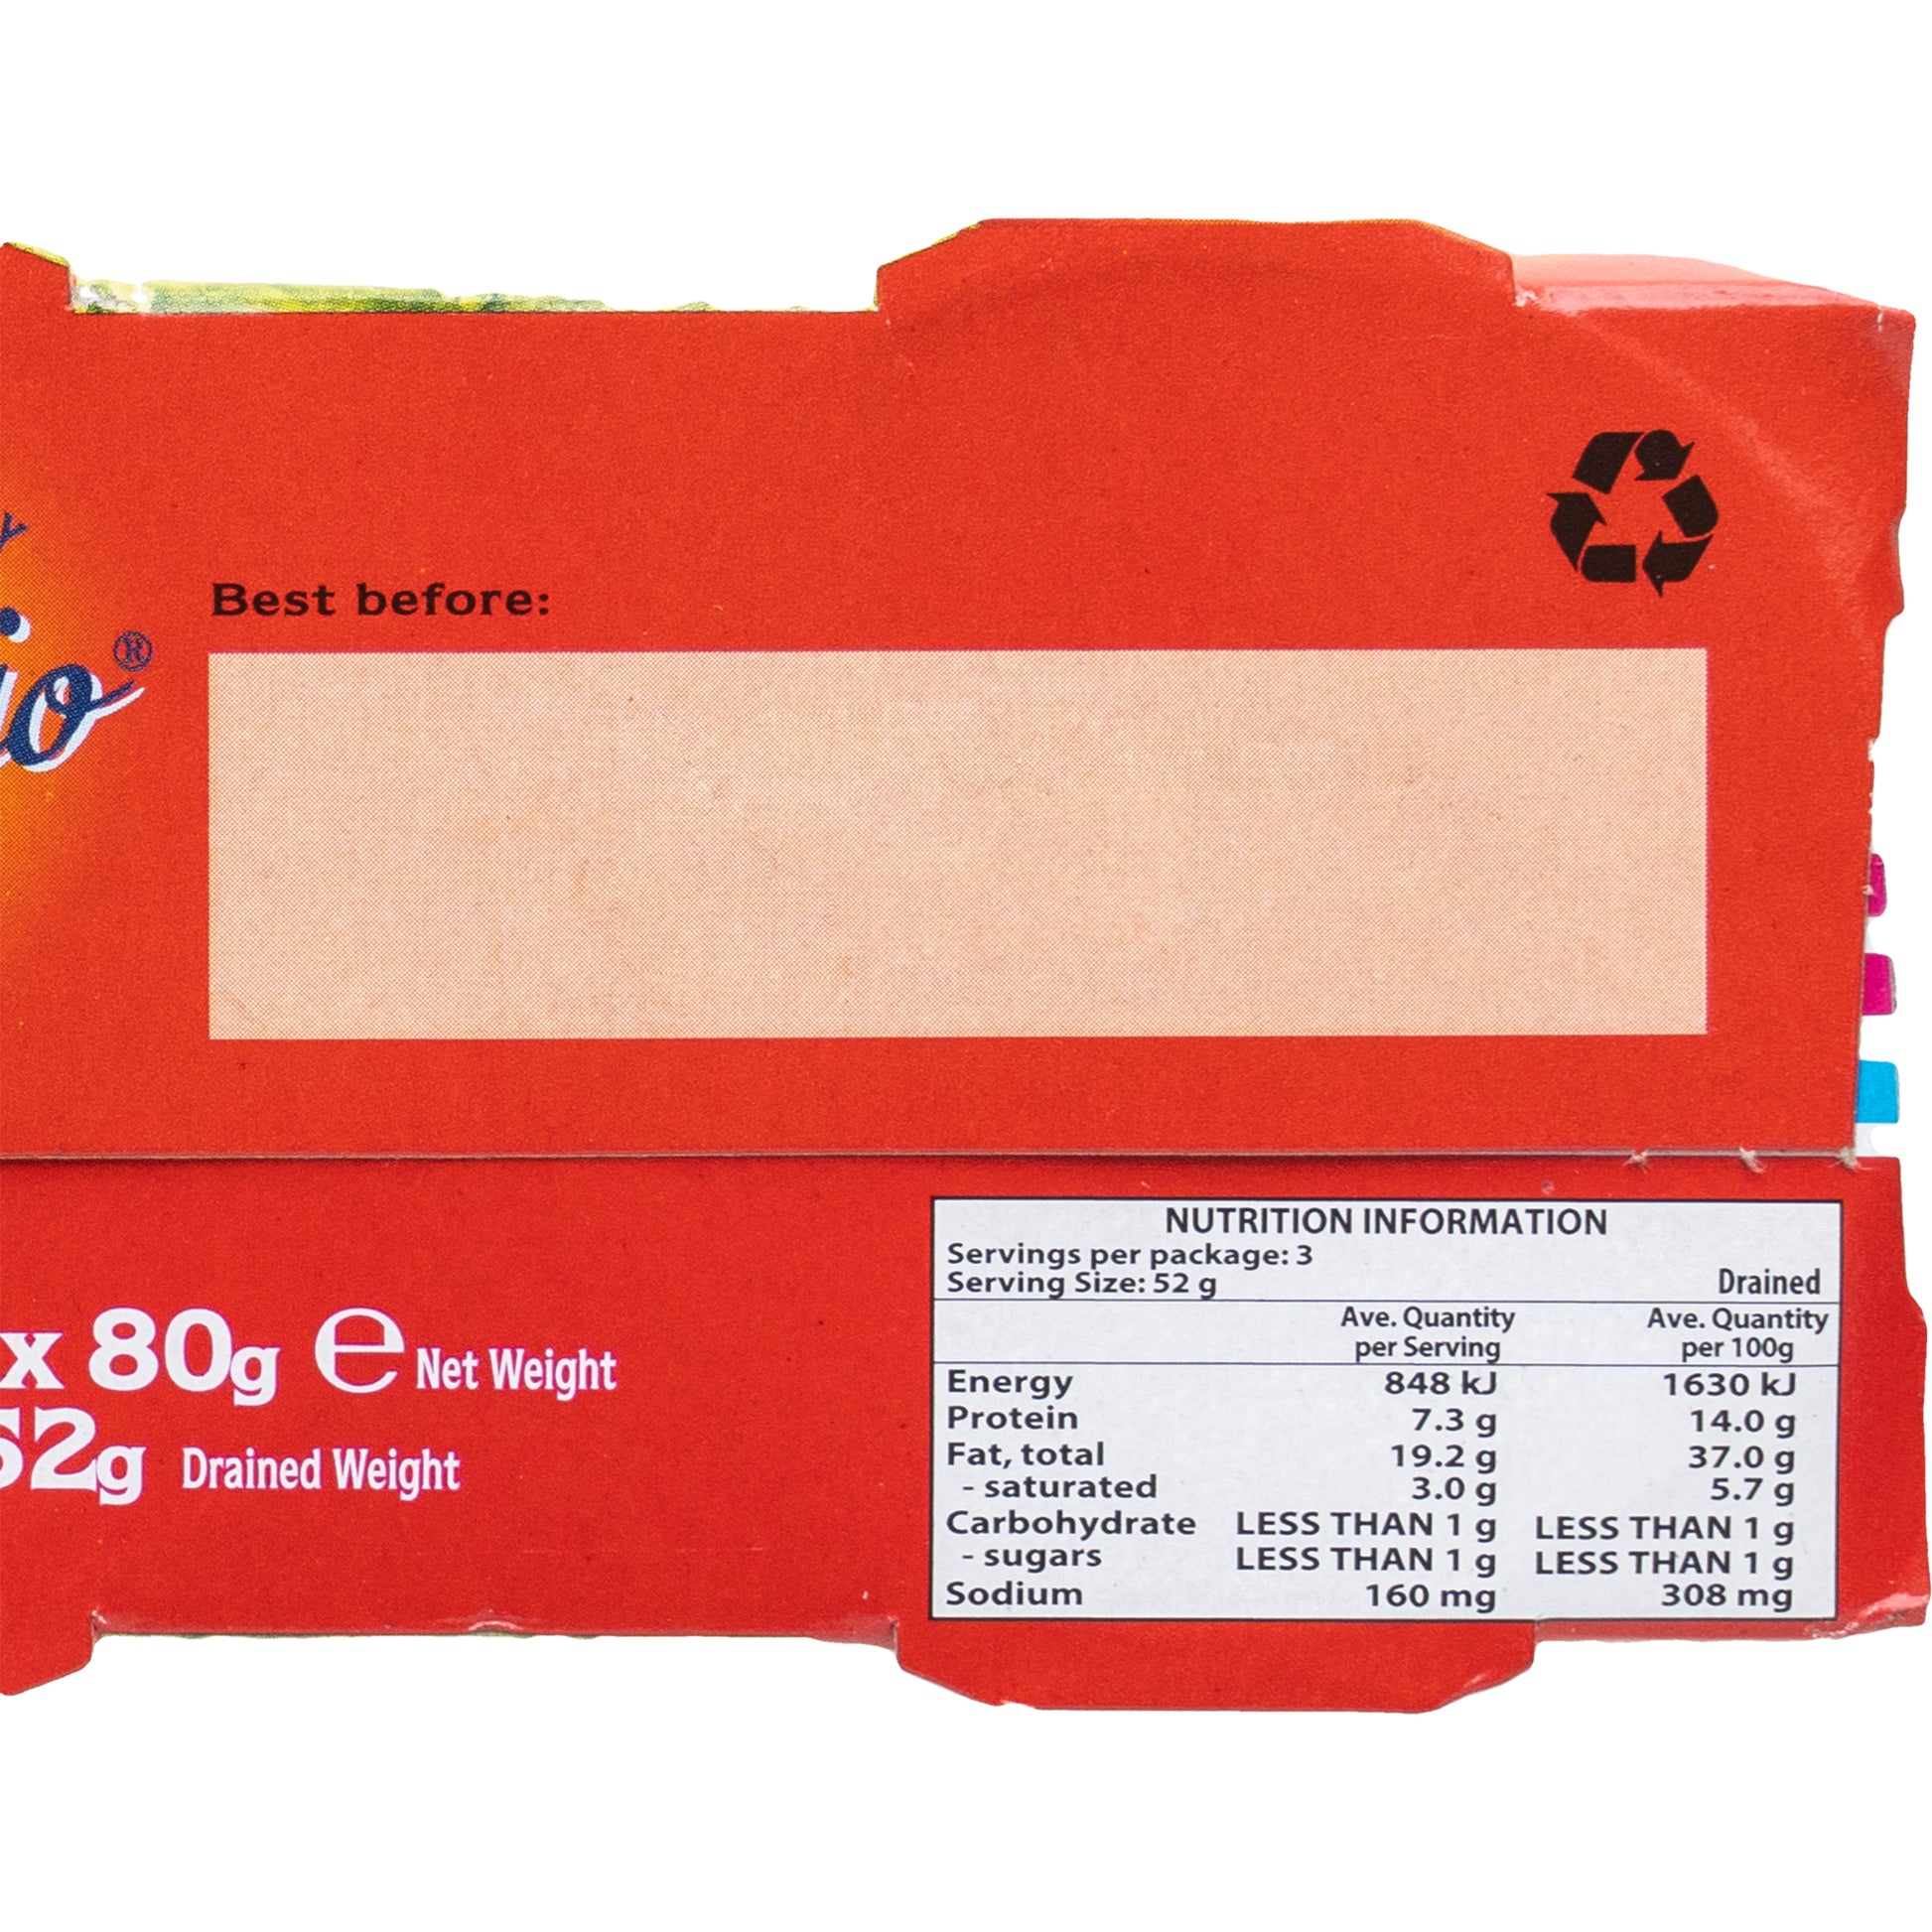 Best before:
®
x 80g ℮ Net Weight
52g Drained Weight
NUTRITION INFORMATION
Servings per package: 3
Serving Size: 52 g Drained
Ave. Quantity Ave. Quantity
per Serving per 100g
Energy 848 kJ 1630 kJ
Protein 7.3 g 14.0 g
Fat, total 19.2 g 37.0 g
- saturated 3.0 g 5.7 g
Carbohydrate LESS THAN 1 g LESS THAN 1 g
- sugars LESS THAN 1 g LESS THAN 1 g
Sodium 160 mg 308 mg